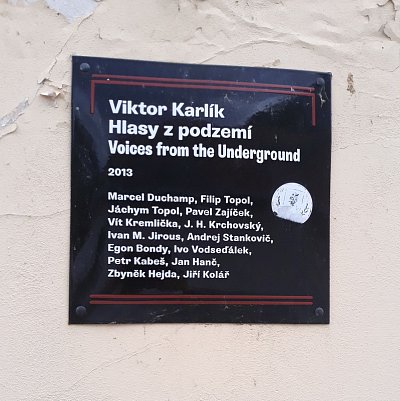 Viktor Karlík
Hlasy z podzemí
Voices from the Underground
2013
Marcel Duchamp, Filip Topol,
Jáchym Topol, Pavel Zajíček,
Vít Kremlička, J. H. Krchovský,
Ivan M. Jirous, Andrej Stankovič,
Egon Bondy, Ivo Vodseďálek,
Petr Kabeš, Jan Hanč,
Zbyněk Hejda, Jiří Kolář